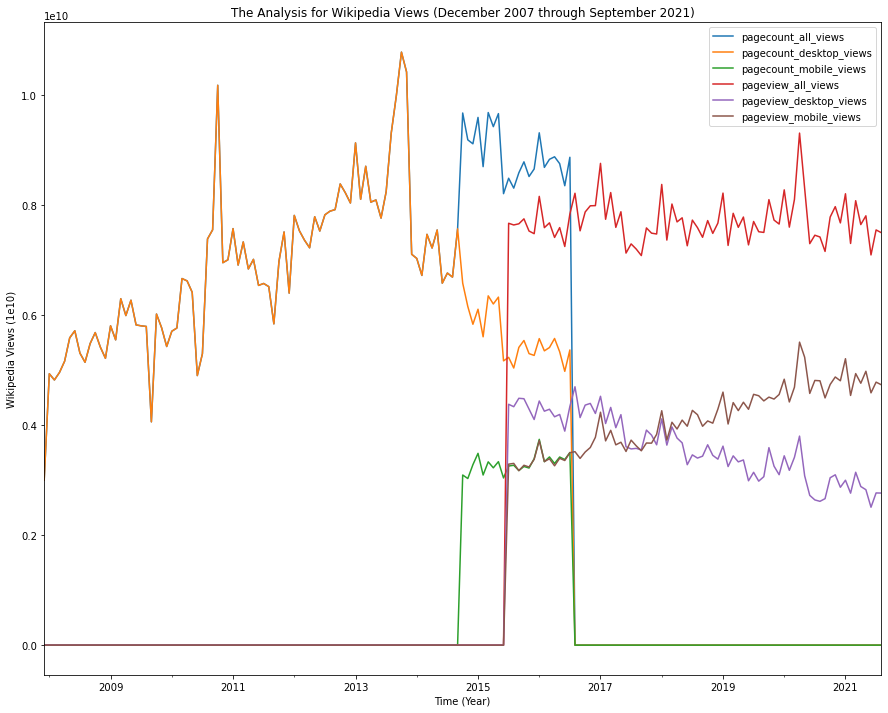 The Analysis for Wikipedia Views (December 2007 through September 2021)
1e10
pagecount_all_views
pagecount_desktop_views
pagecount_mobile_views
pageview_all_views
pageview_desktop_views
pageview_mobile_views
1.0
0.8
0.6
0.4
0.2
0.0
Wikipedia Views (1e10)
2009 2011 2013 2015 2017 2019 2021
Time (Year)